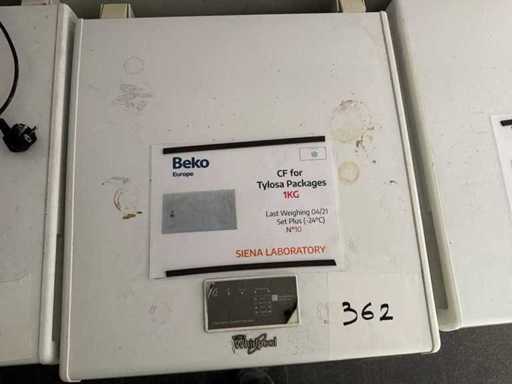 Beko
Europe
CF for
Tylosa Packages
1KG
Last Weighing 04/21
Set Plus (-24°C)
N°10
SIENA LABORATORY
362
Whirlpool